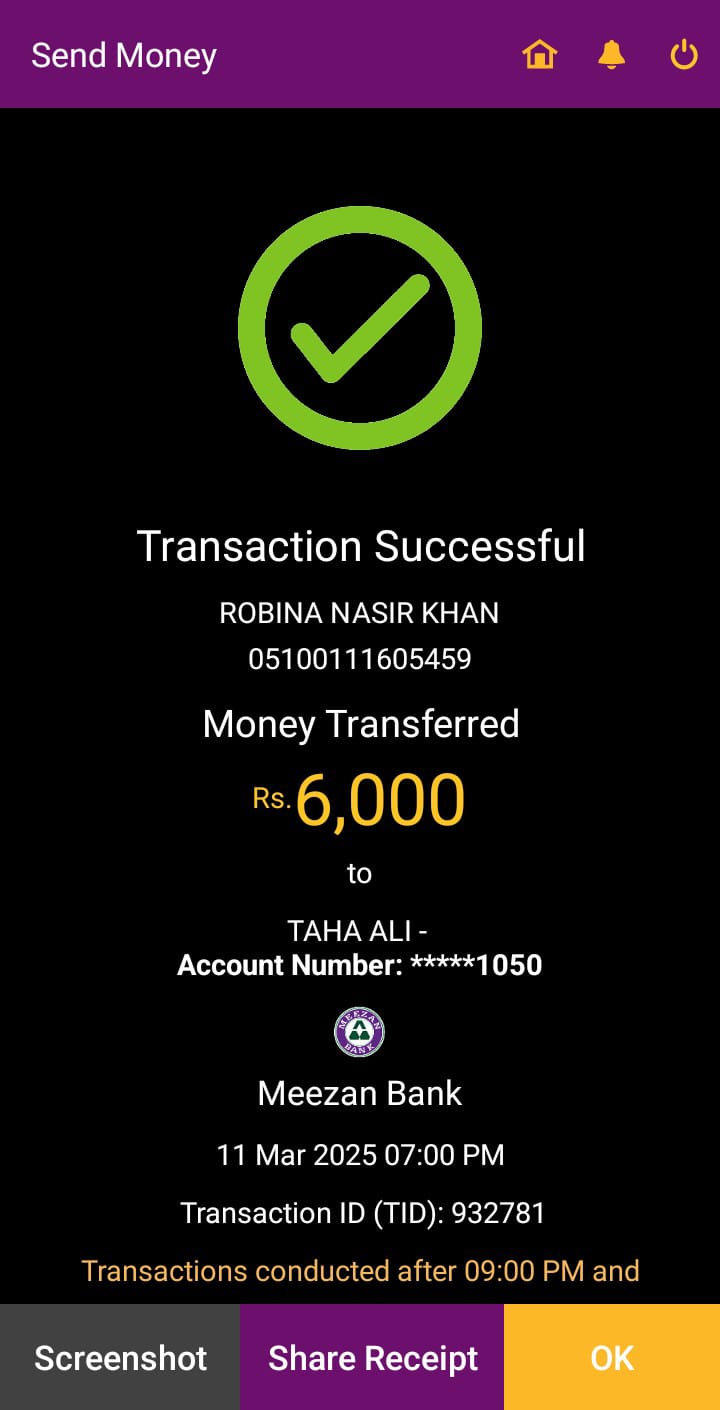 Send Money
Transaction Successful
ROBINA NASIR KHAN
05100111605459
Money Transferred
Rs.6,000
to
TAHA ALI -
Account Number: *****1050
MEEZAN
BANK
Meezan Bank
11 Mar 2025 07:00 PM
Transaction ID (TID): 932781
Transactions conducted after 09:00 PM and
Screenshot Share Receipt OK